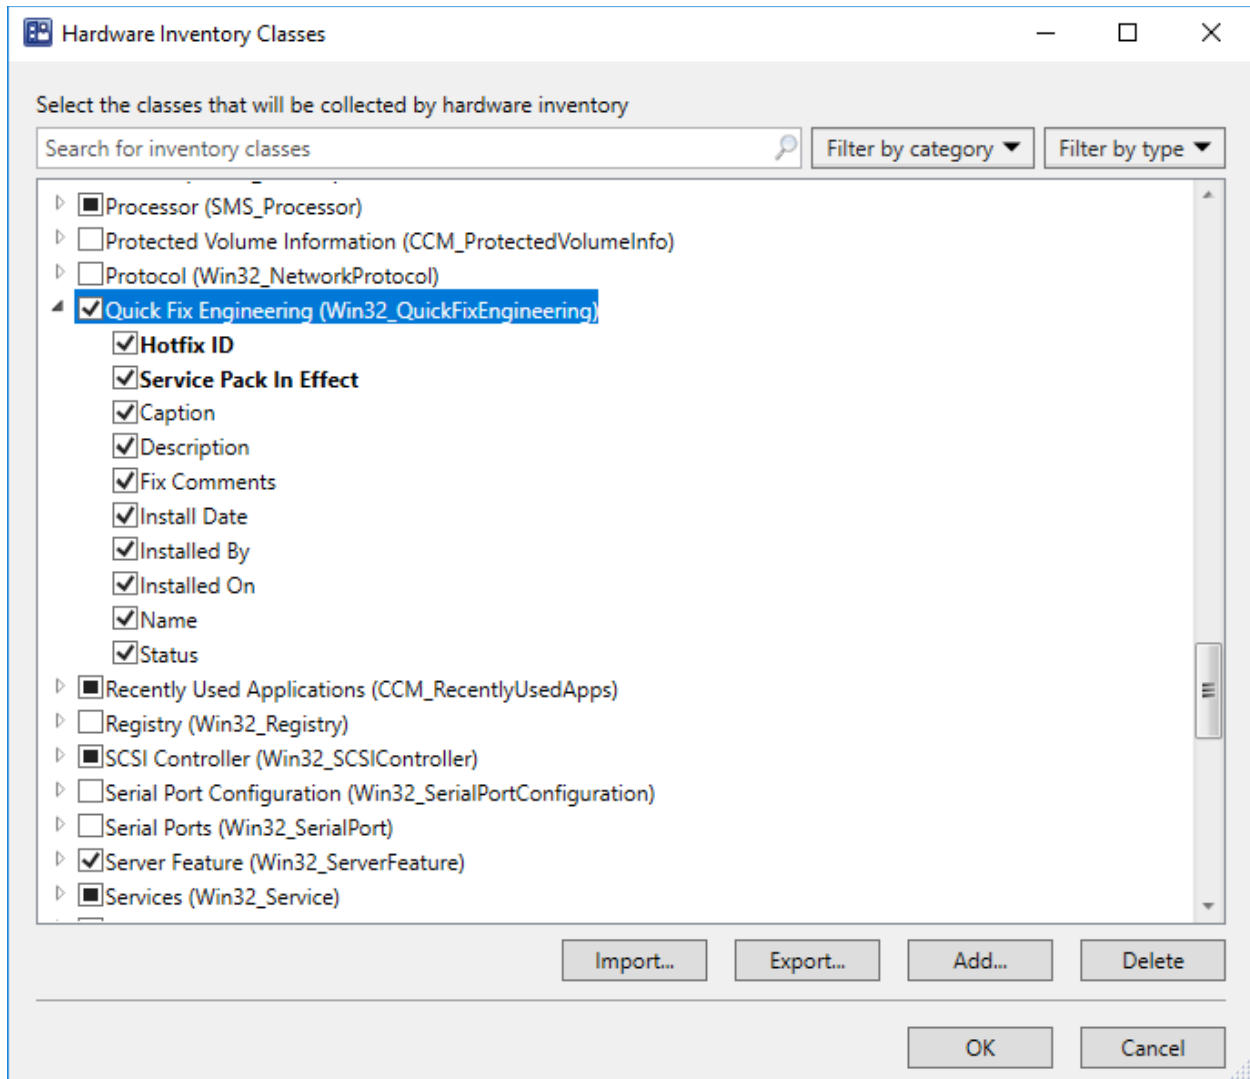 Hardware Inventory Classes
Select the classes that will be collected by hardware inventory
Search for inventory classes Filter by category Filter by type
Processor (SMS_Processor)
Protected Volume Information (CCM_ProtectedVolumeInfo)
Protocol (Win32_NetworkProtocol)
Quick Fix Engineering (Win32_QuickFixEngineering)
Hotfix ID
Service Pack In Effect
Caption
Description
Fix Comments
Install Date
Installed By
Installed On
Name
Status
Recently Used Applications (CCM_RecentlyUsedApps)
Registry (Win32_Registry)
SCSI Controller (Win32_SCSIController)
Serial Port Configuration (Win32_SerialPortConfiguration)
Serial Ports (Win32_SerialPort)
Server Feature (Win32_ServerFeature)
Services (Win32_Service)
Import... Export... Add... Delete
OK Cancel